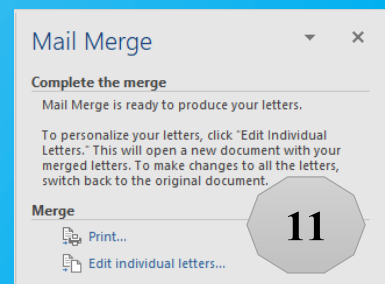 Mail Merge
Complete the merge
Mail Merge is ready to produce your letters.
To personalize your letters, click "Edit Individual
Letters." This will open a new document with your
merged letters. To make changes to all the letters,
switch back to the original document.
Merge
Print...
11
Edit individual letters...